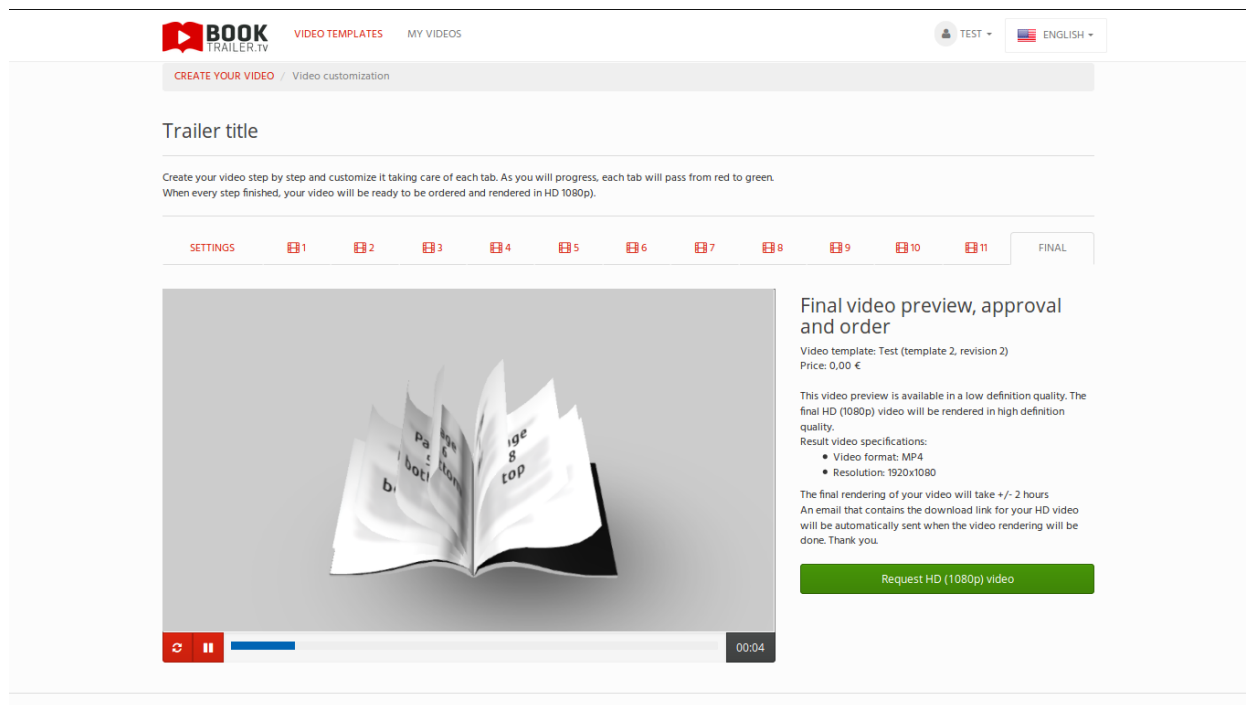 BOOK
TRAILER.TV
VIDEO TEMPLATES
MY VIDEOS
TEST
ENGLISH
CREATE YOUR VIDEO / Video customization
Trailer title
Create your video step by step and customize it taking care of each tab. As you will progress, each tab will pass from red to green.
When every step finished, your video will be ready to be ordered and rendered in HD 1080p).
SETTINGS
1
2
3
4
5
6
7
8
9
10
11
FINAL
page
8
top
Final video preview, approval
and order
Video template: Test (template 2, revision 2)
Price: 0,00 €
This video preview is available in a low definition quality. The
final HD (1080p) video will be rendered in high definition
quality.
Result video specifications:
• Video format: MP4
• Resolution: 1920x1080
The final rendering of your video will take +/- 2 hours
An email that contains the download link for your HD video
will be automatically sent when the video rendering will be
done. Thank you.
Request HD (1080p) video
00:04